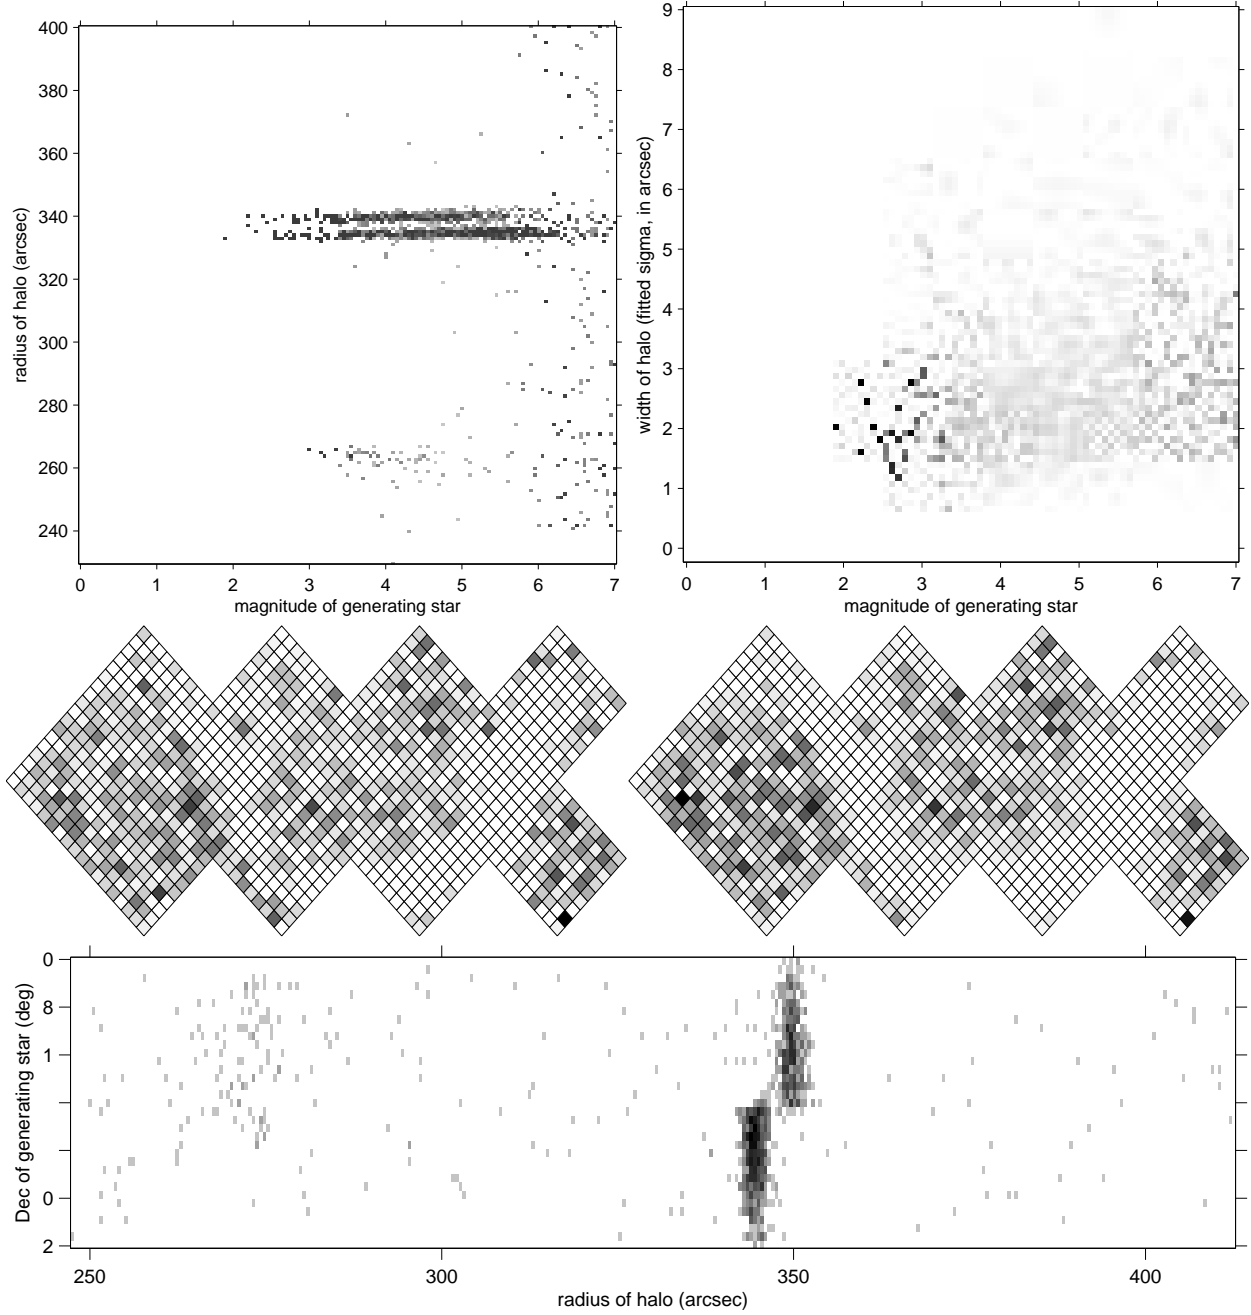 400
380
360
340
320
300
280
260
240
radius of halo (arcsec)
0 1 2 3 4 5 6 7
magnitude of generating star
9
8
7
6
5
4
3
2
1
0
width of halo (fitted sigma, in arcsec)
0 1 2 3 4 5 6 7
magnitude of generating star
0
8
1
0
2
Dec of generating star (deg)
250 300 350 400
radius of halo (arcsec)